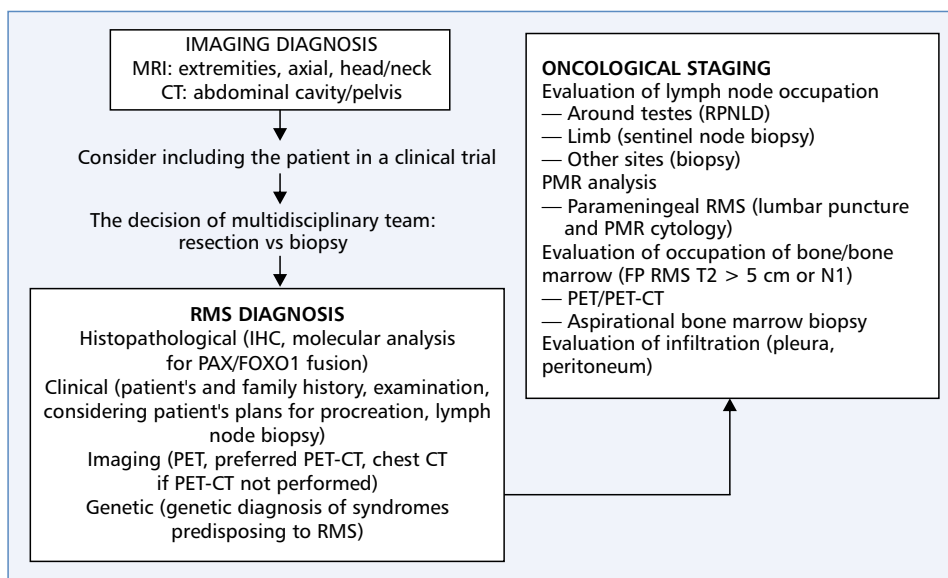 IMAGING DIAGNOSIS
MRI: extremities, axial, head/neck
CT: abdominal cavity/pelvis
Consider including the patient in a clinical trial
The decision of multidisciplinary team:
resection vs biopsy
RMS DIAGNOSIS
Histopathological (IHC, molecular analysis
for PAX/FOXO1 fusion)
Clinical (patient's and family history, examination,
considering patient's plans for procreation, lymph
node biopsy)
Imaging (PET, preferred PET-CT, chest CT
if PET-CT not performed)
Genetic (genetic diagnosis of syndromes
predisposing to RMS)
ONCOLOGICAL STAGING
Evaluation of lymph node occupation
— Around testes (RPNLD)
— Limb (sentinel node biopsy)
— Other sites (biopsy)
PMR analysis
— Parameningeal RMS (lumbar puncture
and PMR cytology)
Evaluation of occupation of bone/bone
marrow (FP RMS T2 > 5 cm or N1)
— PET/PET-CT
— Aspirational bone marrow biopsy
Evaluation of infiltration (pleura,
peritoneum)